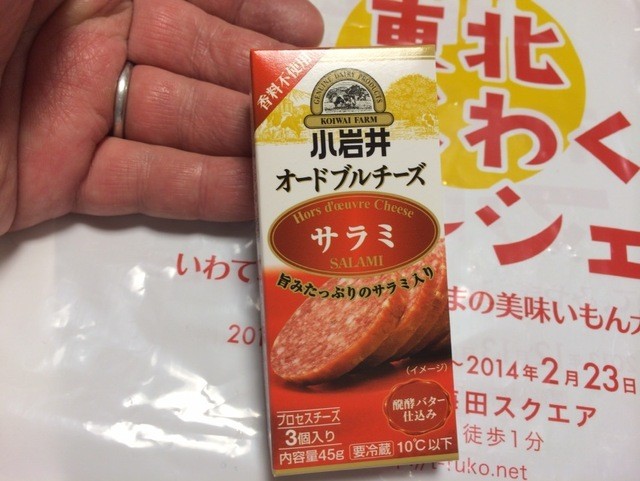 香料不使用
GENUINE DAIRY PRODUCTS
KOIWAI FARM
小岩井
オードブルチーズ
Hors d'œuvre Cheese
サラミ
SALAMI
旨みたっぷりのサラミ入り
(イメージ)
醗酵バター
仕込み
プロセスチーズ
3個入り
内容量45g 要冷蔵 10℃以下
東北
わく
シェ
いわて
まの美味いもん
201
~2014年2月23日
田スクエア
徒歩1分
uko.net